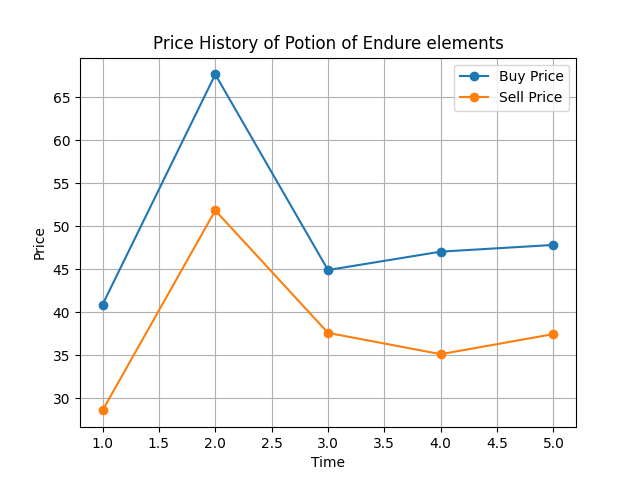 Price History of Potion of Endure elements
Buy Price
Sell Price
65
60
55
50
45
40
35
30
Price
1.0 1.5 2.0 2.5 3.0 3.5 4.0 4.5 5.0
Time